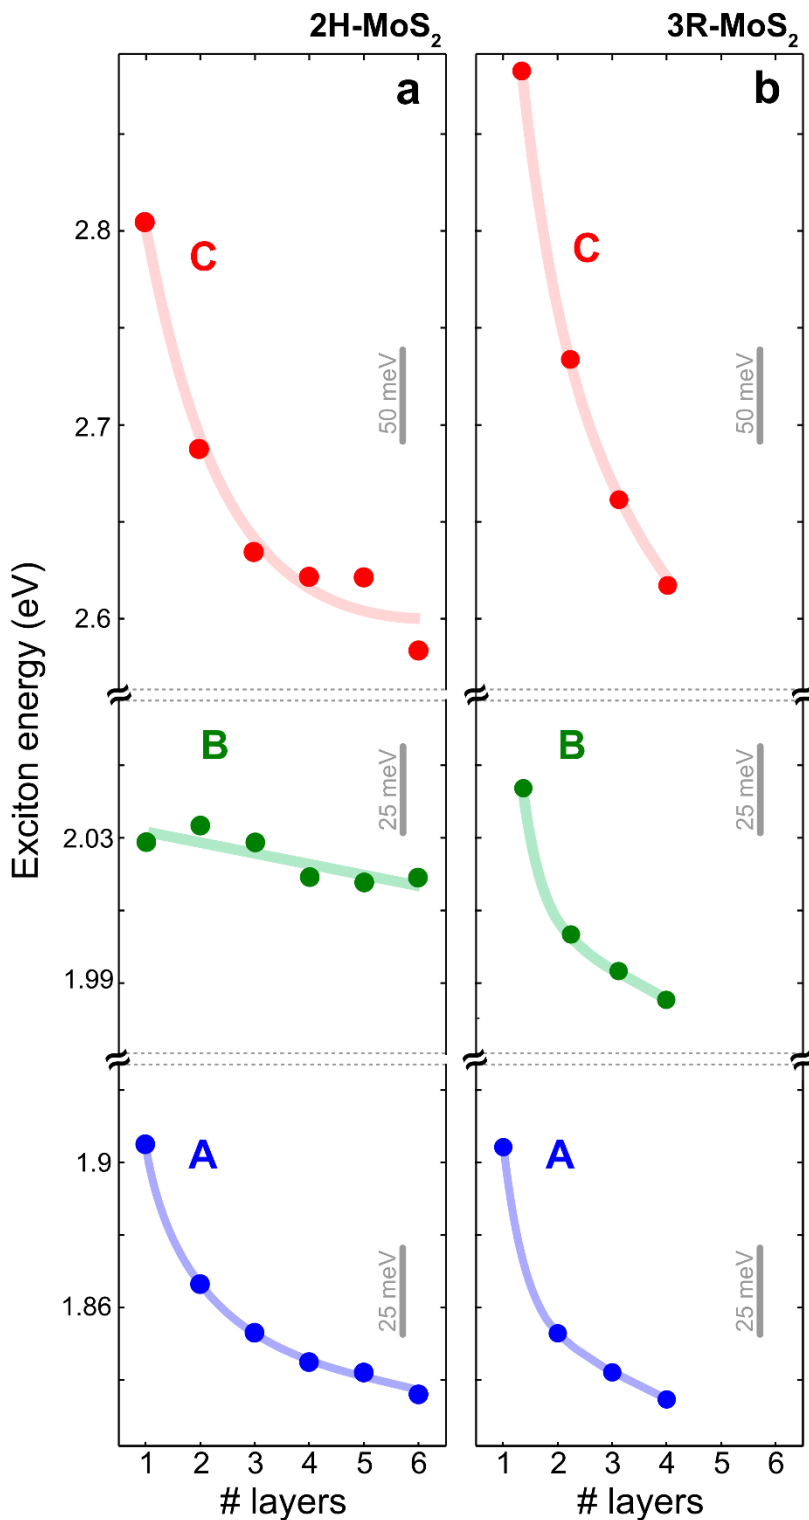 2H-MoS₂
3R-MoS₂
a
b
C
C
2.8
50 meV
50 meV
2.7
2.6
Exciton energy (eV)
B
B
25 meV
25 meV
2.03
1.99
A
A
1.9
25 meV
25 meV
1.86
1 2 3 4 5 6
1 2 3 4 5 6
# layers
# layers